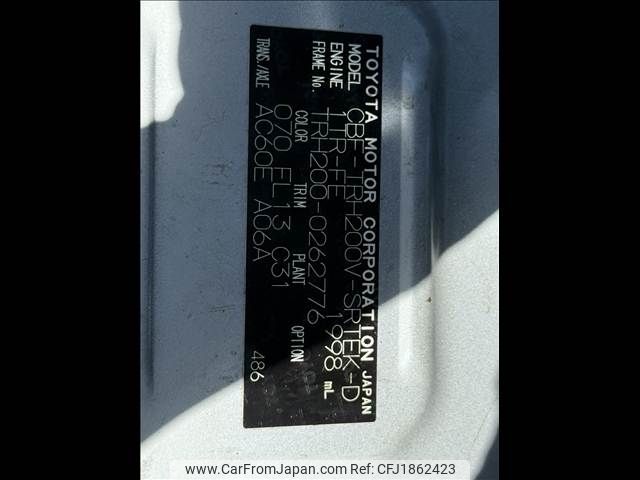 TOYOTA MOTOR CORPORATION JAPAN
MODEL CBF-TRH200V-SRTEK-D
ENGINE 1TR-FE 1998 mL
FRAME No. TRH200-0262776
COLOR TRIM PLANT OPTION
070 FL13 C31
TRANS./AXLE AC60E A06A
486
www.CarFromJapan.com | Ref. No: CFJ1862423